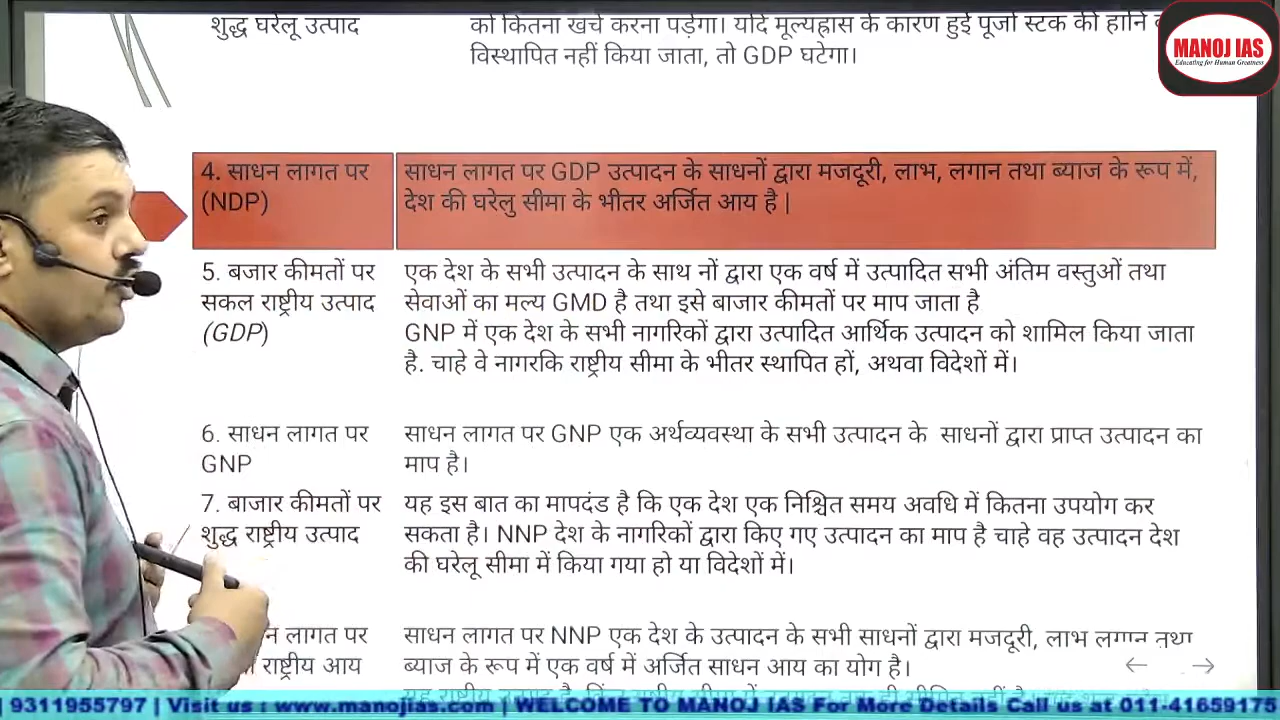 शुद्ध घरेलू उत्पाद
को कितना खर्च करना पड़ेगा। यदि मूल्यह्रास के कारण हुई पूंजी स्टक की हानि
विस्थापित नहीं किया जाता, तो GDP घटेगा।
MANOJ IAS
Educating for Human Greatness
4. साधन लागत पर
(NDP)
साधन लागत पर GDP उत्पादन के साधनों द्वारा मजदूरी, लाभ, लगान तथा ब्याज के रूप में,
देश की घरेलु सीमा के भीतर अर्जित आय है |
5. बजार कीमतों पर
सकल राष्ट्रीय उत्पाद
(GDP)
एक देश के सभी उत्पादन के साथ नों द्वारा एक वर्ष में उत्पादित सभी अंतिम वस्तुओं तथा
सेवाओं का मल्य GMD है तथा इसे बाजार कीमतों पर माप जाता है
GNP में एक देश के सभी नागरिकों द्वारा उत्पादित आर्थिक उत्पादन को शामिल किया जाता
है. चाहे वे नागरकि राष्ट्रीय सीमा के भीतर स्थापित हों, अथवा विदेशों में।
6. साधन लागत पर
GNP
साधन लागत पर GNP एक अर्थव्यवस्था के सभी उत्पादन के साधनों द्वारा प्राप्त उत्पादन का
माप है।
7. बाजार कीमतों पर
शुद्ध राष्ट्रीय उत्पाद
यह इस बात का मापदंड है कि एक देश एक निश्चित समय अवधि में कितना उपयोग कर
सकता है। NNP देश के नागरिकों द्वारा किए गए उत्पादन का माप है चाहे वह उत्पादन देश
की घरेलू सीमा में किया गया हो या विदेशों में।
लागत पर
राष्ट्रीय आय
साधन लागत पर NNP एक देश के उत्पादन के सभी साधनों द्वारा मजदूरी, लाभ लगान तथा
ब्याज के रूप में एक वर्ष में अर्जित साधन आय का योग है।
9311955797 | Visit us : www.manojias.com | WELCOME TO MANOJ IAS For More Details Call us at 011-41659175